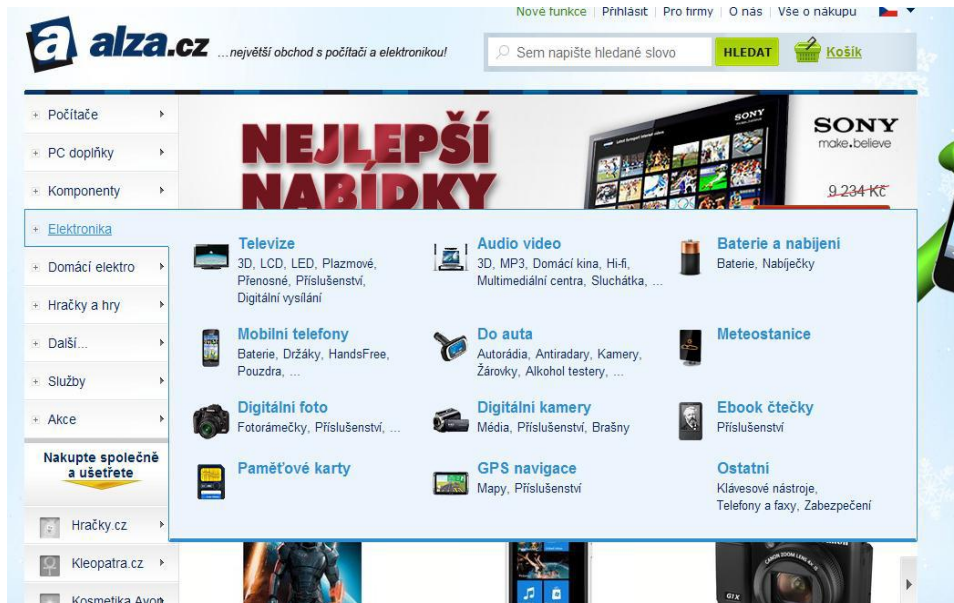 Nové funkce Přihlásit Pro firmy O nás Vše o nákupu
alza.cz ...největší obchod s počítači a elektronikou!
Sem napište hledané slovo HLEDAT Košík
Počítače
PC doplňky
Komponenty
Elektronika
Domácí elektro
Hračky a hry
Další...
Služby
Akce
Nakupte společně
a ušetřete
Hračky.cz
Kleopatra.cz
Kosmetika Avon
NEJLEPŠÍ
NABÍDKY
SONY
SONY
make.believe
9 234 Kč
Televize
3D, LCD, LED, Plazmové,
Přenosné, Příslušenství,
Digitální vysílání
Audio video
3D, MP3, Domácí kina, Hi-fi,
Multimediální centra, Sluchátka, ...
Baterie a nabíjení
Baterie, Nabíječky
Mobilní telefony
Baterie, Držáky, HandsFree,
Pouzdra, ...
Do auta
Autorádia, Antiradary, Kamery,
Žárovky, Alkohol testery, ...
Meteostanice
Digitální foto
Fotorámečky, Příslušenství, ...
Digitální kamery
Média, Příslušenství, Brašny
Ebook čtečky
Příslušenství
Paměťové karty
GPS navigace
Mapy, Příslušenství
Ostatní
Klávesové nástroje,
Telefony a faxy, Zabezpečení
Canon
CANON ZOOM LENS
G1X